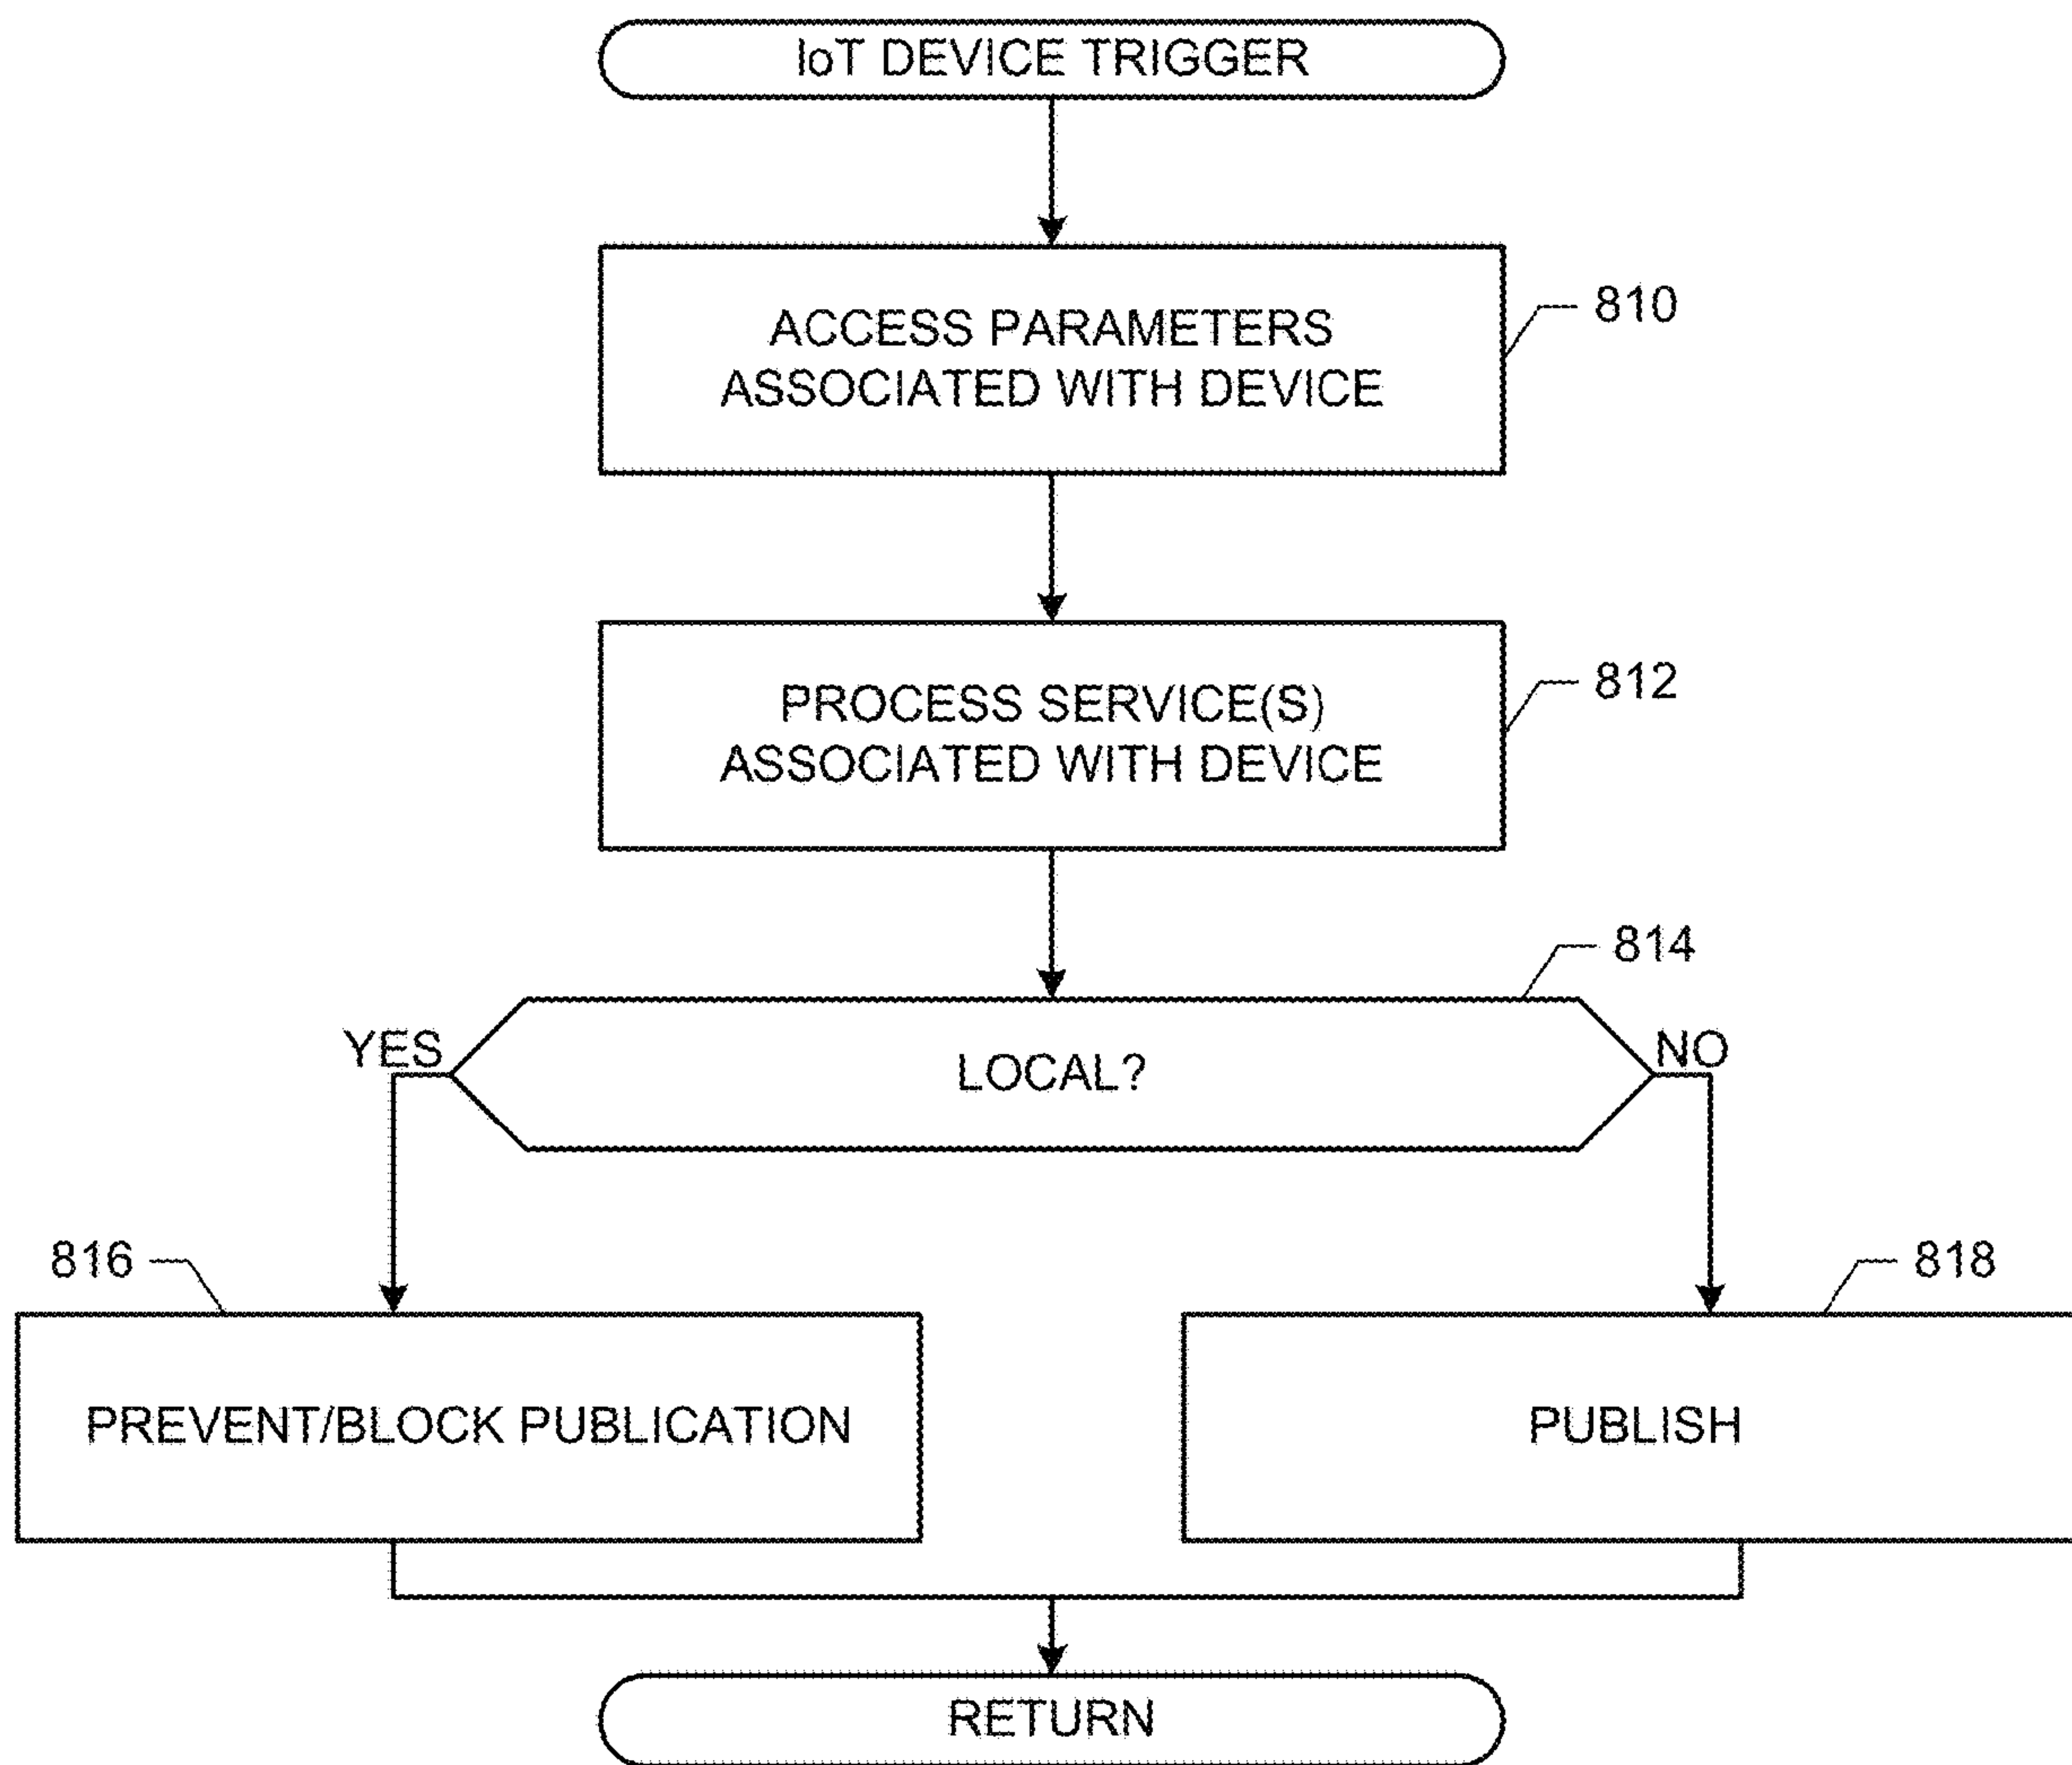 IoT DEVICE TRIGGER
ACCESS PARAMETERS
ASSOCIATED WITH DEVICE
810
PROCESS SERVICE(S)
ASSOCIATED WITH DEVICE
812
814
YES
LOCAL?
NO
816
818
PREVENT/BLOCK PUBLICATION
PUBLISH
RETURN